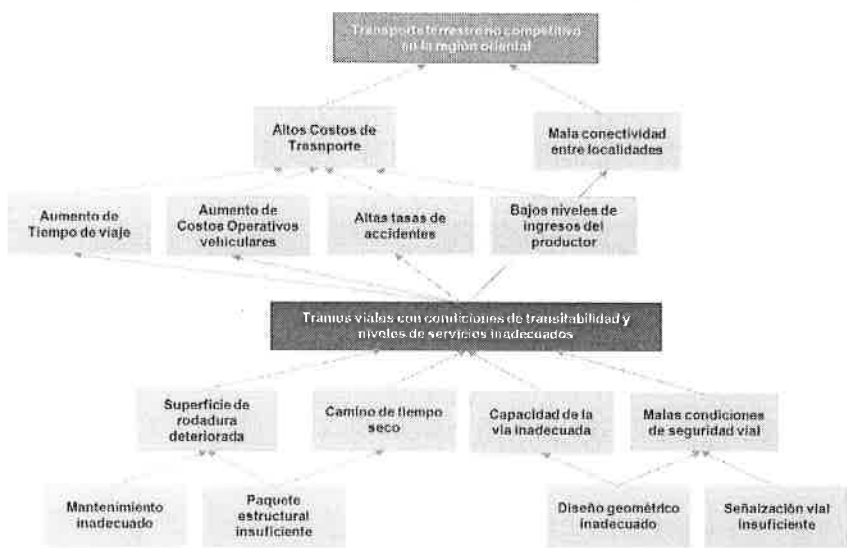 Transporte terrestre no competitivo
en la región oriental
Altos Costos de
Trasnporte
Mala conectividad
entre localidades
Aumento de
Tiempo de viaje
Aumento de
Costos Operativos
vehiculares
Altas tasas de
accidentes
Bajos niveles de
ingresos del
productor
Tramos viales con condiciones de transitabilidad y
niveles de servicios inadecuados
Superficie de
rodadura
deteriorada
Camino de tiempo
seco
Capacidad de la
via inadecuada
Malas condiciones
de seguridad vial
Mantenimiento
inadecuado
Paquete
estructural
insuficiente
Diseño geométrico
inadecuado
Señalización vial
insuficiente